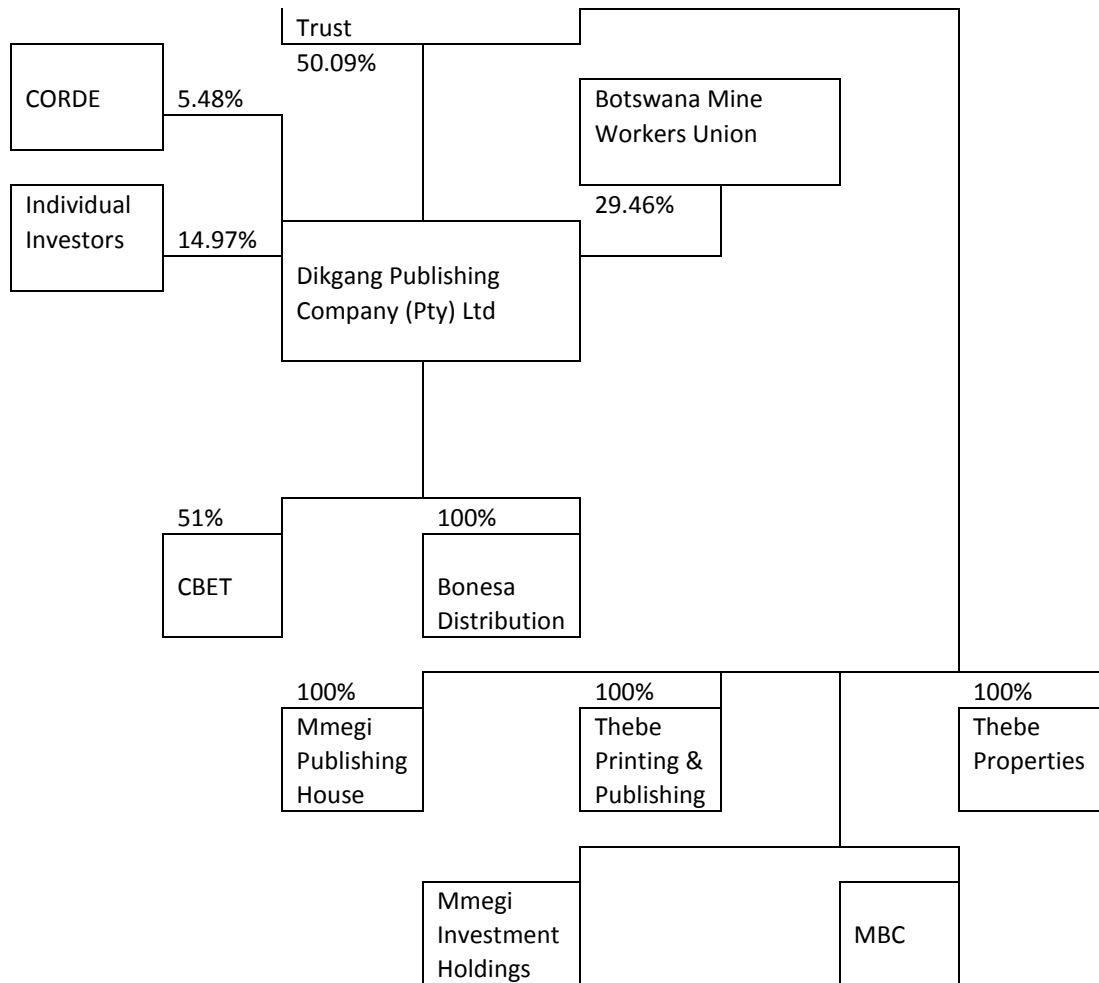 Trust
50.09%
CORDE
5.48%
Botswana Mine
Workers Union
Individual
Investors
14.97%
29.46%
Dikgang Publishing
Company (Pty) Ltd
51%
100%
CBET
Bonesa
Distribution
100%
100%
100%
Mmegi
Publishing
House
Thebe
Printing &
Publishing
Thebe
Properties
Mmegi
Investment
Holdings
MBC